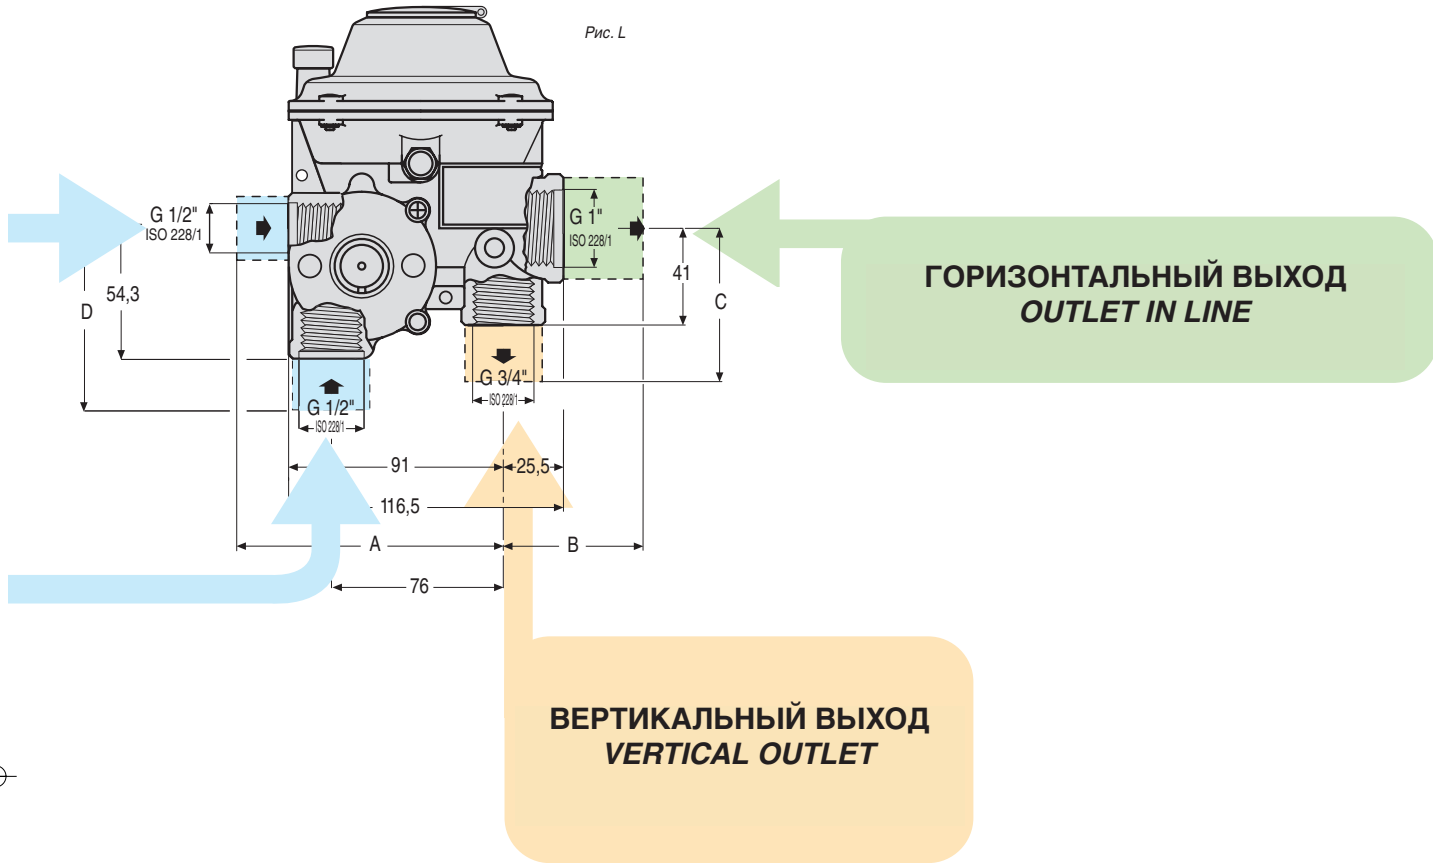 Рис. L
G 1/2"
ISO 228/1
G 1"
ISO 228/1
ГОРИЗОНТАЛЬНЫЙ ВЫХОД
OUTLET IN LINE
41
C
54,3
D
G 3/4"
ISO 228/1
G 1/2"
ISO 228/1
91
25,5
116,5
A
B
76
ВЕРТИКАЛЬНЫЙ ВЫХОД
VERTICAL OUTLET